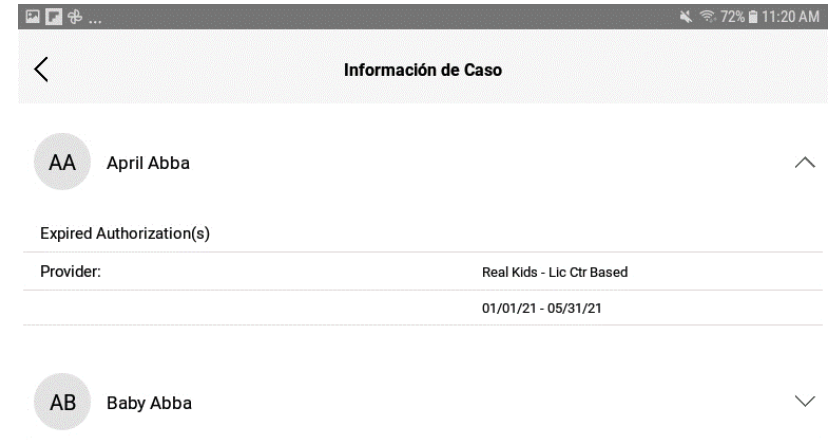 ... 72% 11:20 AM
Información de Caso
AA April Abba
Expired Authorization(s)
Provider: Real Kids - Lic Ctr Based
01/01/21 - 05/31/21
AB Baby Abba